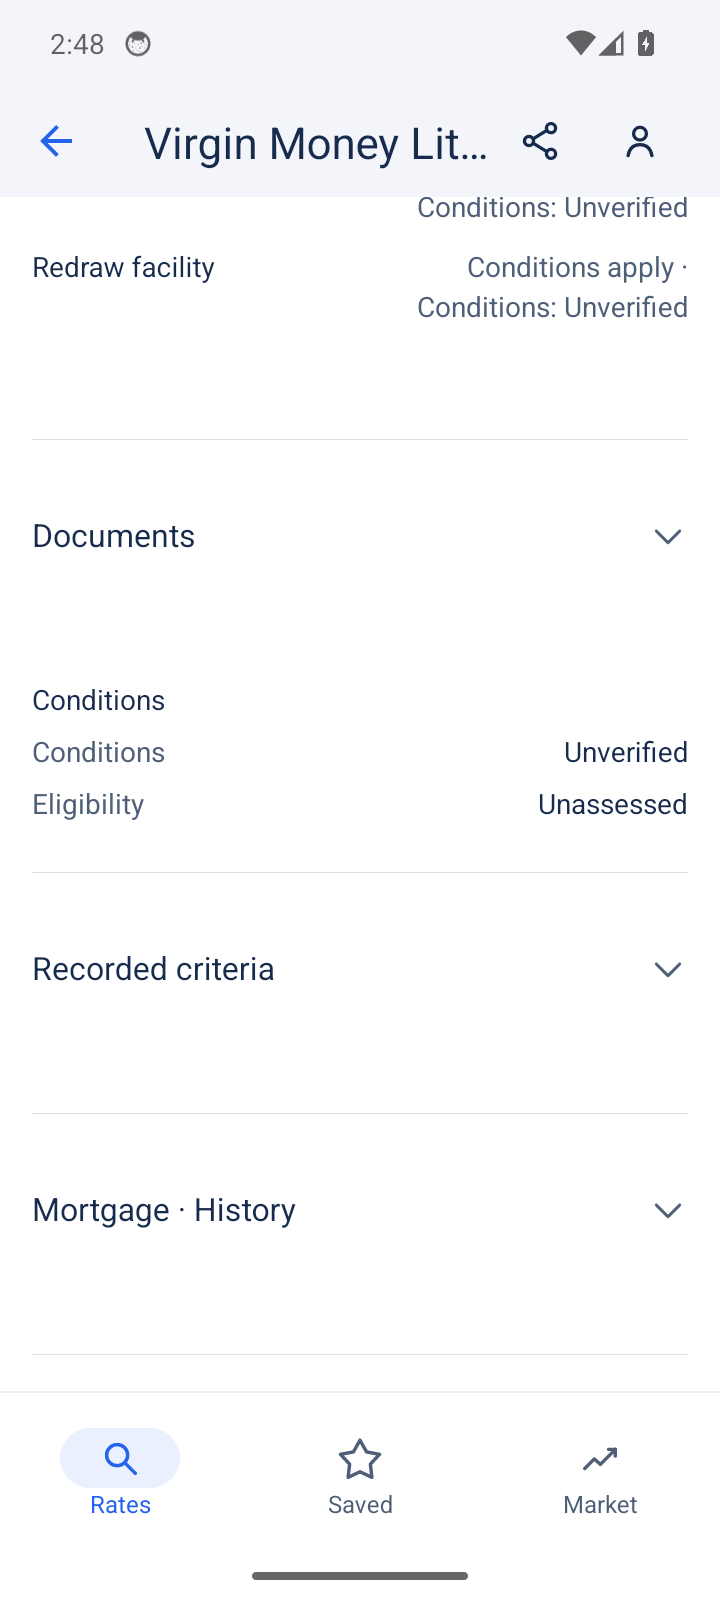 2:48
Virgin Money Lit...
Conditions: Unverified
Redraw facility
Conditions apply ·
Conditions: Unverified
Documents
Conditions
Conditions Unverified
Eligibility Unassessed
Recorded criteria
Mortgage · History
Rates Saved Market